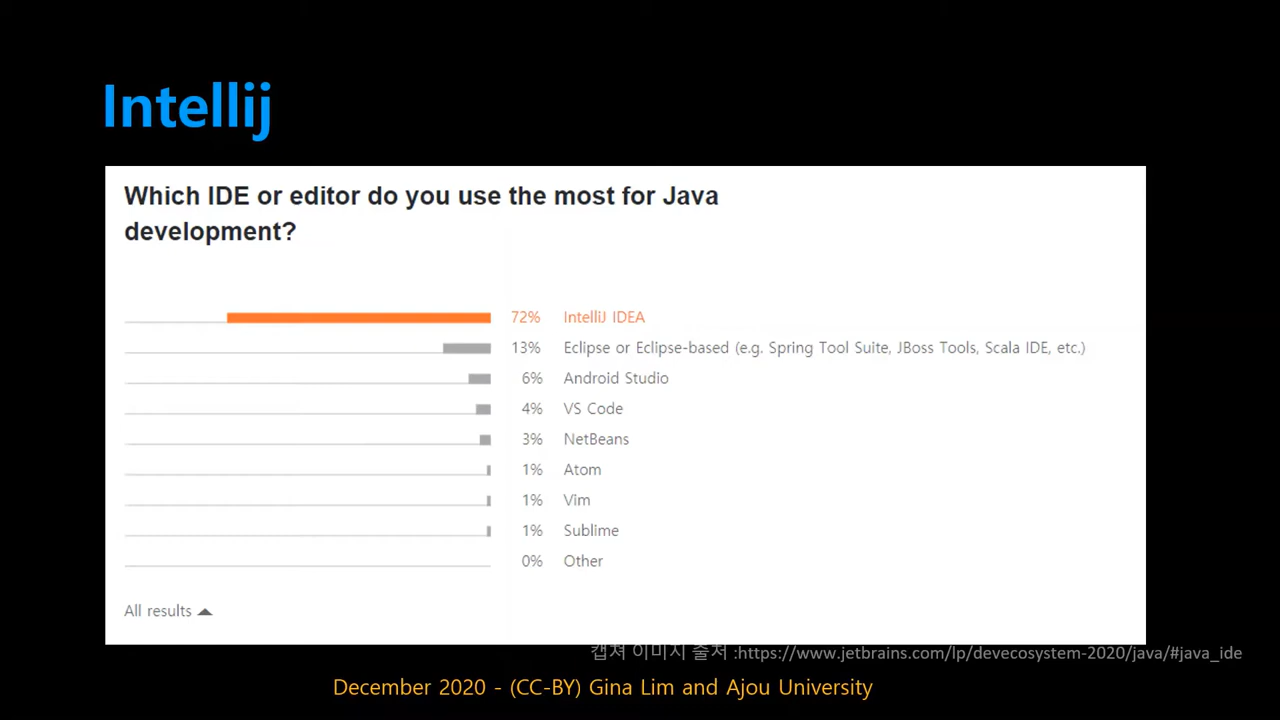 Intellij
Which IDE or editor do you use the most for Java
development?
72% IntelliJ IDEA
13% Eclipse or Eclipse-based (e.g. Spring Tool Suite, JBoss Tools, Scala IDE, etc.)
6% Android Studio
4% VS Code
3% NetBeans
1% Atom
1% Vim
1% Sublime
0% Other
All results
캡쳐 이미지 출처 :https://www.jetbrains.com/lp/devecosystem-2020/java/#java_ide
December 2020 - (CC-BY) Gina Lim and Ajou University